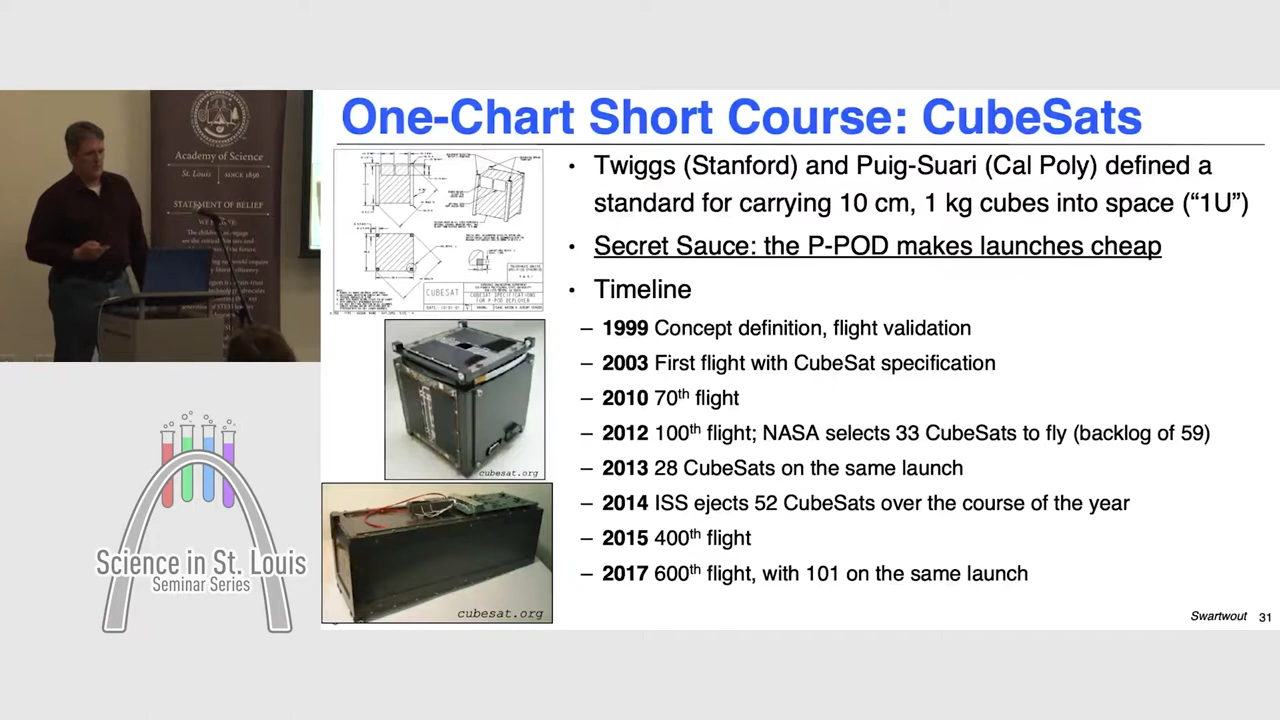 One-Chart Short Course: CubeSats
Academy of Science
St. Louis
SINCE 1856
STATEMENT OF BELIEF
CUBESAT
• Twiggs (Stanford) and Puig-Suari (Cal Poly) defined a
standard for carrying 10 cm, 1 kg cubes into space (“1U”)
• Secret Sauce: the P-POD makes launches cheap
• Timeline
– 1999 Concept definition, flight validation
– 2003 First flight with CubeSat specification
– 2010 70th flight
– 2012 100th flight; NASA selects 33 CubeSats to fly (backlog of 59)
– 2013 28 CubeSats on the same launch
– 2014 ISS ejects 52 CubeSats over the course of the year
– 2015 400th flight
– 2017 600th flight, with 101 on the same launch
cubesat.org
cubesat.org
Science in St. Louis
Seminar Series
Swartwout 31